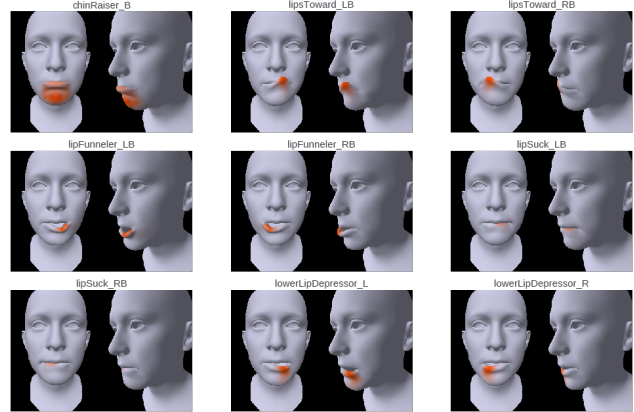 chinRaiser_B
lipsToward_LB
lipsToward_RB
lipFunneler_LB
lipFunneler_RB
lipSuck_LB
lipSuck_RB
lowerLipDepressor_L
lowerLipDepressor_R